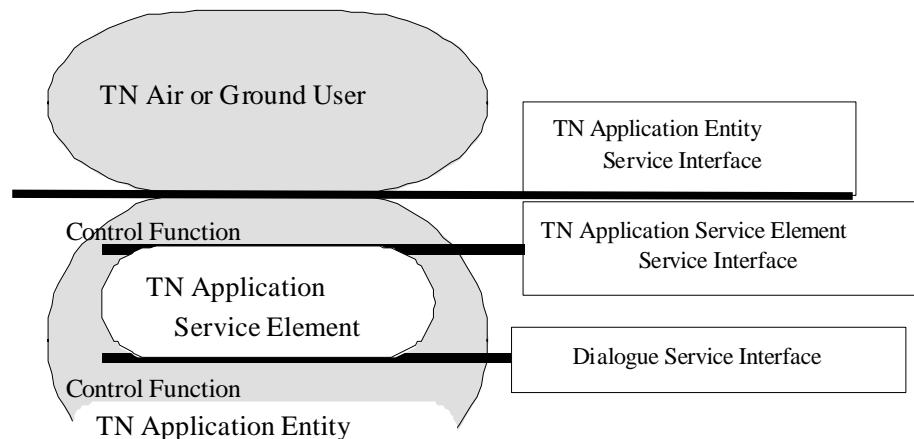 TN Air or Ground User
TN Application Entity
Service Interface
Control Function
TN Application Service Element
Service Interface
TN Application
Service Element
Dialogue Service Interface
Control Function
TN Application Entity